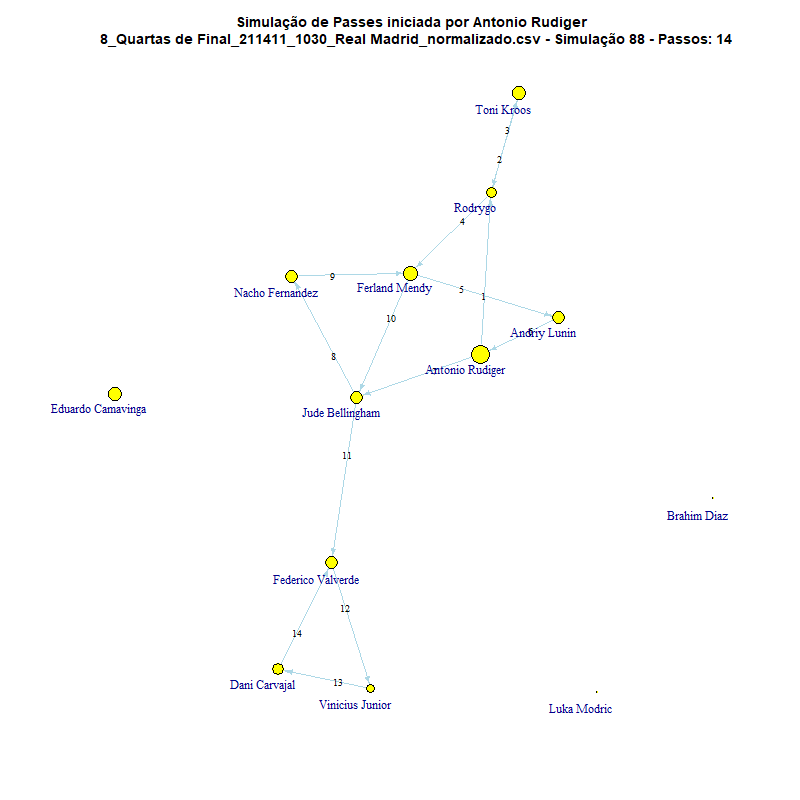 Simulação de Passes iniciada por Antonio Rudiger
8_Quartas de Final_211411_1030_Real Madrid_normalizado.csv - Simulação 88 - Passos: 14
Toni Kroos
3
2
Rodrygo
4
9
Nacho Fernandez
Ferland Mendy
5
1
10
Andriy Lunin
8
Antonio Rudiger
Eduardo Camavinga
Jude Bellingham
11
Brahim Diaz
Federico Valverde
12
14
13
Dani Carvajal
Vinicius Junior
Luka Modric